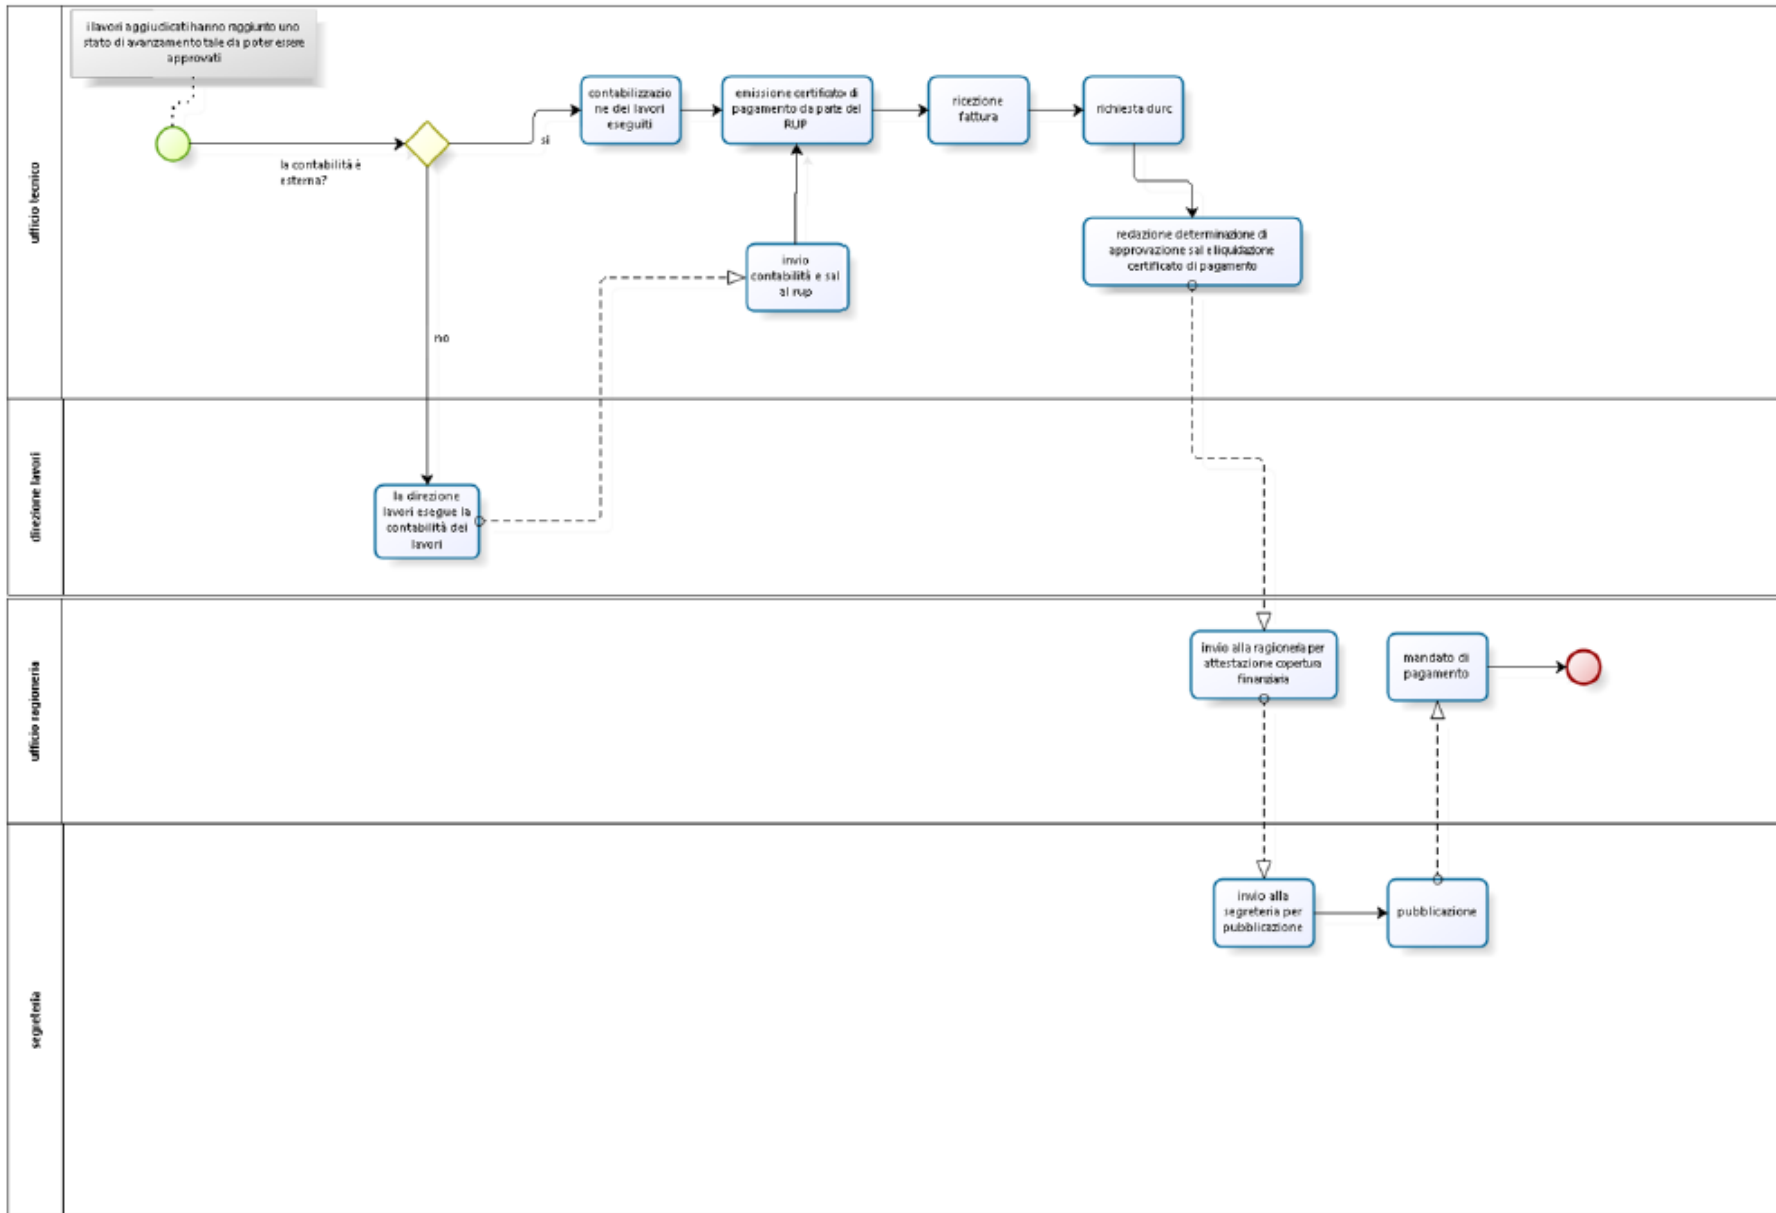 i lavori aggiudicati hanno raggiunto uno
stato di avanzamento tale da poter essere
approvati
ufficio tecnico
la contabilità è
esterna?
si
no
contabilizzazio
ne dei lavori
eseguiti
emissione certificato di
pagamento da parte del
RUP
ricezione
fattura
richiesta durc
invio
contabilità e sal
al rup
redazione determinazione di
approvazione sal e liquidazione
certificato di pagamento
direzione lavori
la direzione
lavori esegue la
contabilità dei
lavori
ufficio ragioneria
invio alla ragioneria per
attestazione copertura
finanziaria
mandato di
pagamento
segreteria
invio alla
segreteria per
pubblicazione
pubblicazione